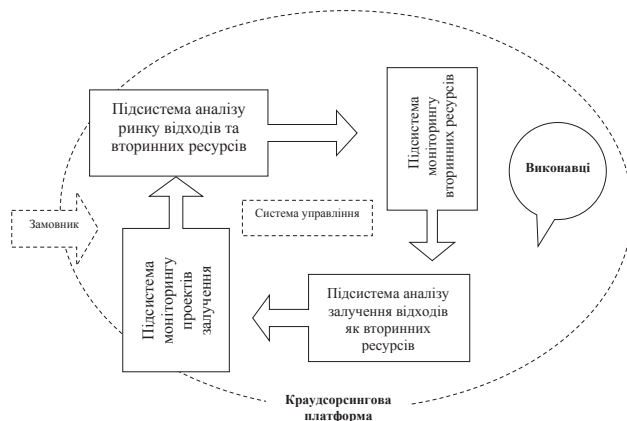 Підсистема аналізу
ринку відходів та
вторинних ресурсів
Підсистема
моніторингу
вторинних ресурсів
Виконавці
Замовник
Система управління
Підсистема
моніторингу
проектів
залучення
Підсистема аналізу
залучення відходів
як вторинних
ресурсів
Краудсорсингова
платформа